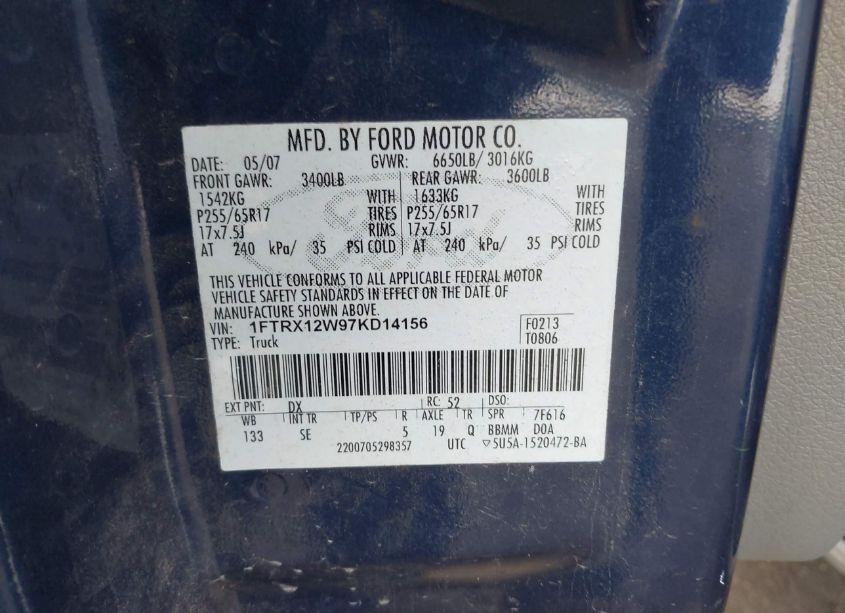 MFD. BY FORD MOTOR CO.
DATE: 05/07 GVWR: 6650LB/ 3016KG
FRONT GAWR: 3400LB REAR GAWR: 3600LB
1542KG WITH 1633KG WITH
P255/65R17 TIRES P255/65R17 TIRES
17x7.5J RIMS 17x7.5J RIMS
AT 240 kPa/ 35 PSI COLD AT 240 kPa/ 35 PSI COLD
THIS VEHICLE CONFORMS TO ALL APPLICABLE FEDERAL MOTOR
VEHICLE SAFETY STANDARDS IN EFFECT ON THE DATE OF
MANUFACTURE SHOWN ABOVE.
VIN: 1FTRX12W97KD14156 F0213
TYPE: Truck T0806
EXT PNT: DX RC: 52 DSO:
WB INT TR TP/PS R AXLE TR SPR 7F616
133 SE 5 19 Q BBMM DOA
2200705298357 UTC ▽5U5A-1520472-BA